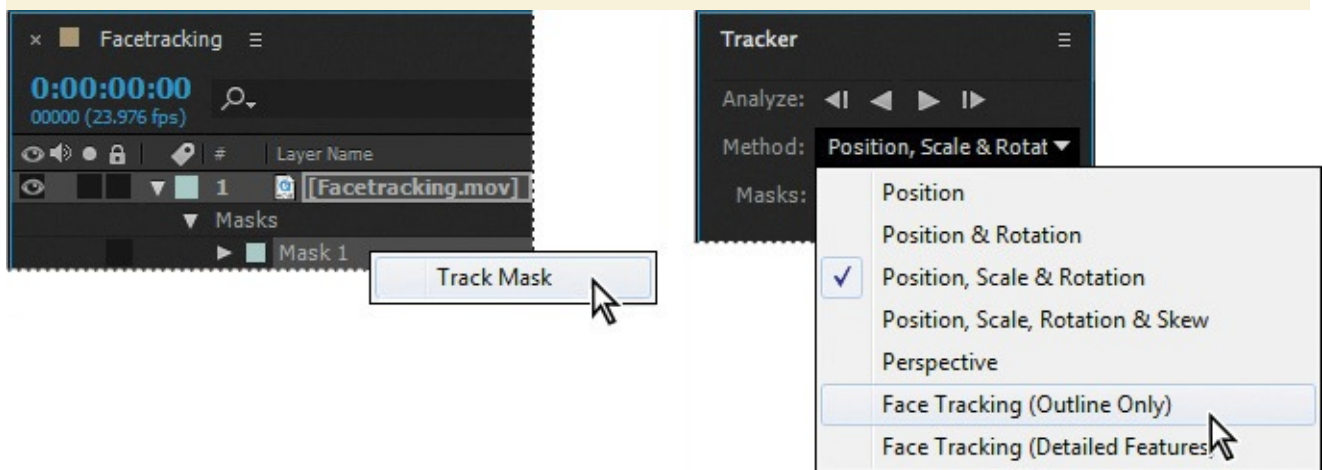 Facetracking
0:00:00:00
00000 (23.976 fps)
# Layer Name
1 [Facetracking.mov]
Masks
Mask 1
Track Mask
Tracker
Analyze:
Method: Position, Scale & Rotat
Masks:
Position
Position & Rotation
Position, Scale & Rotation
Position, Scale, Rotation & Skew
Perspective
Face Tracking (Outline Only)
Face Tracking (Detailed Features